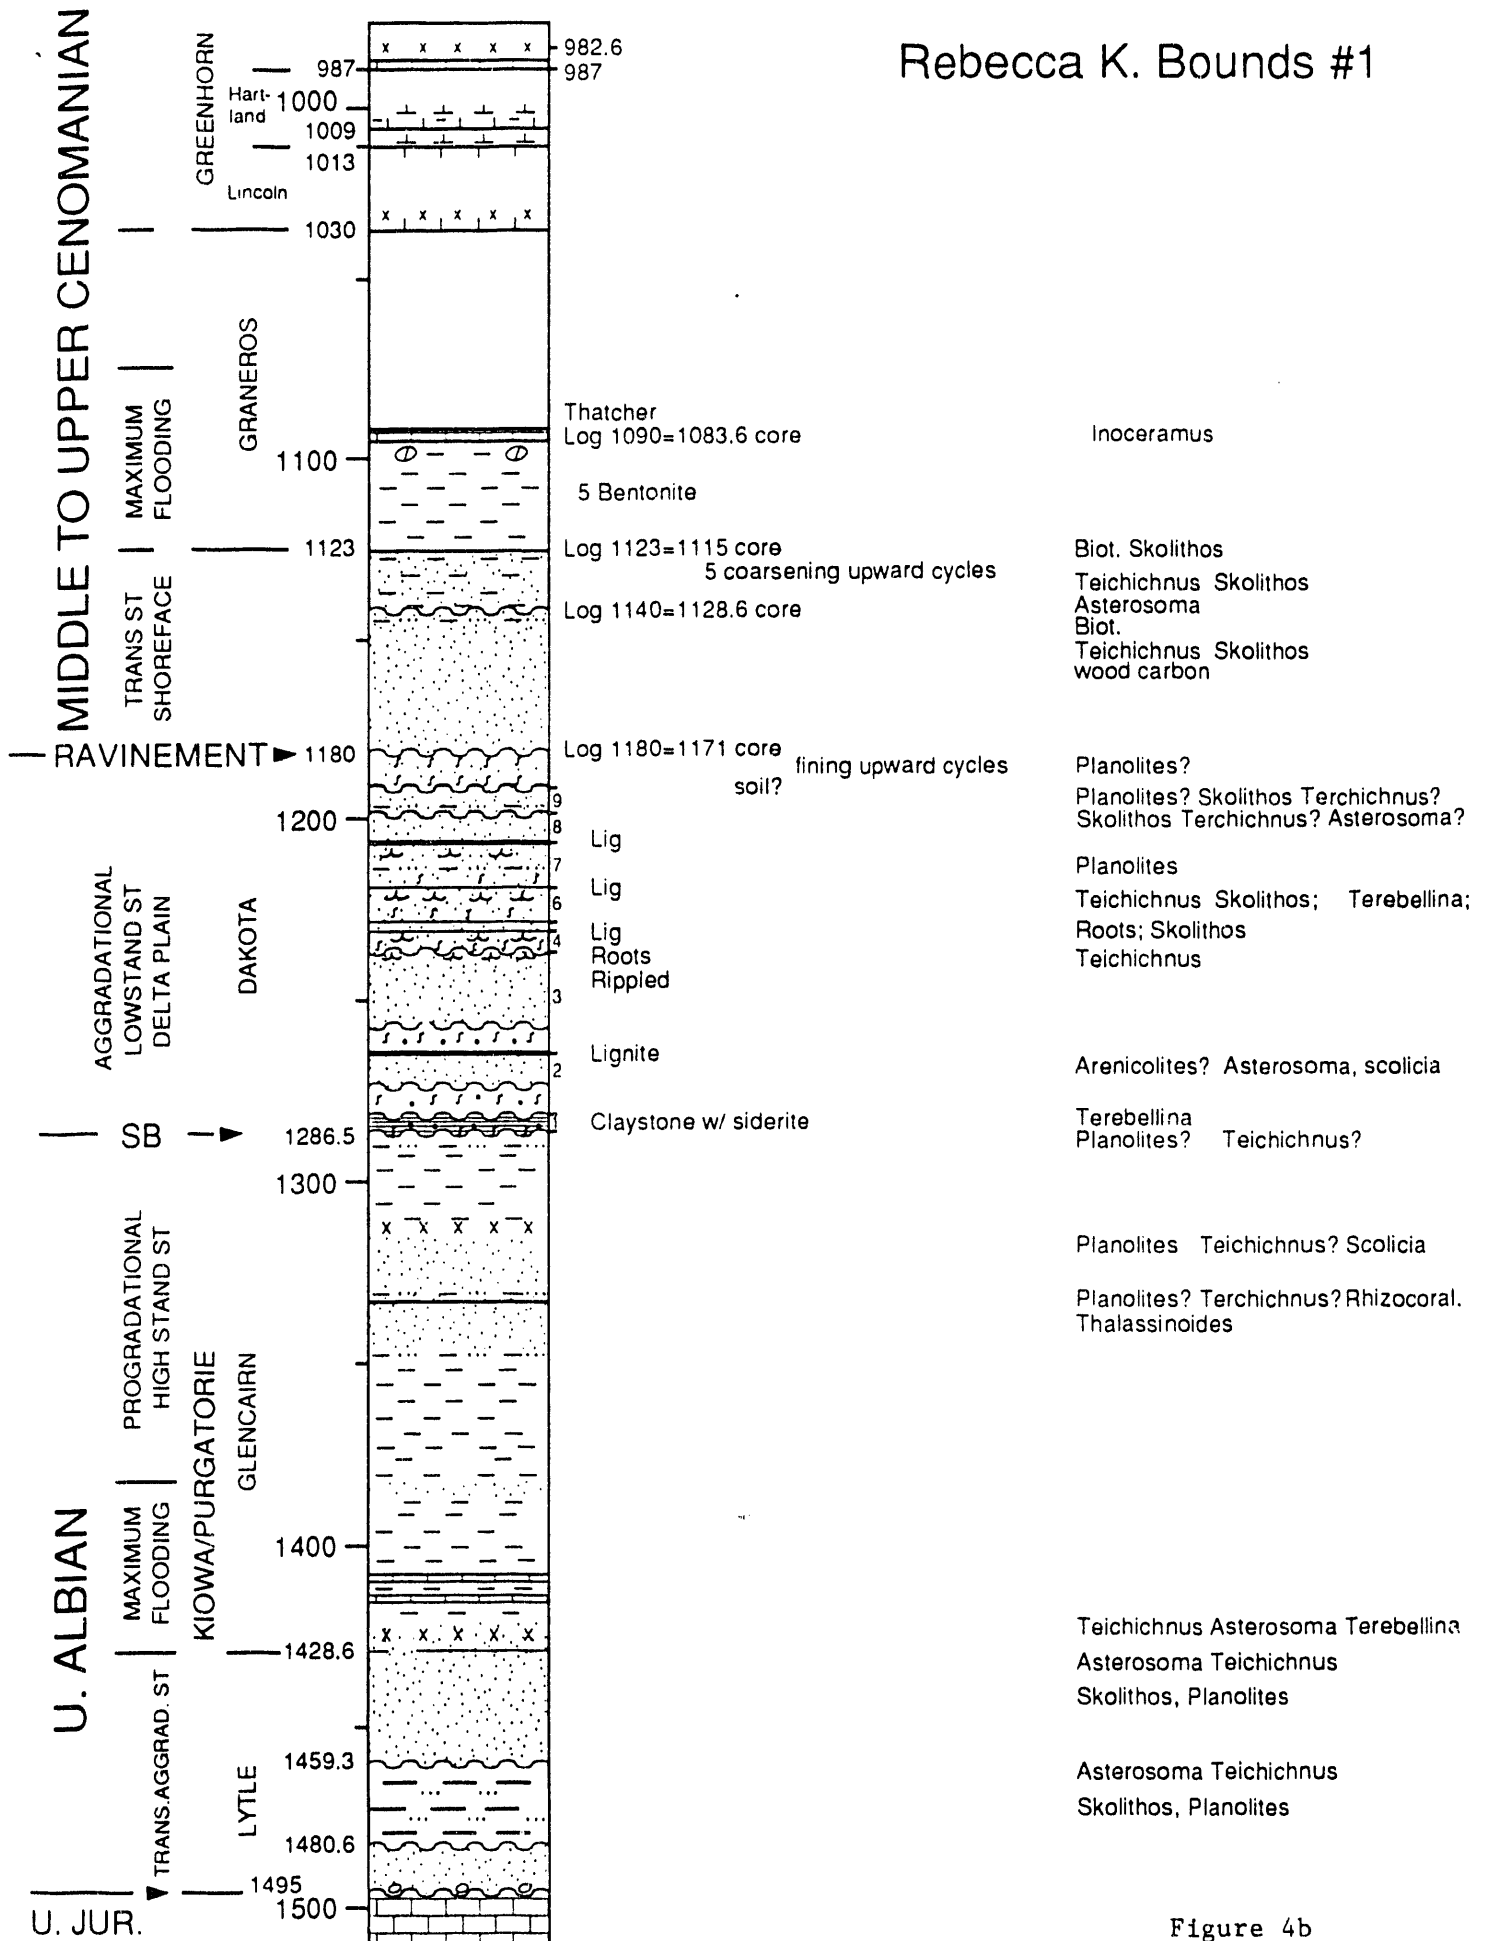 Rebecca K. Bounds #1
MIDDLE TO UPPER CENOMANIAN
U. ALBIAN
U. JUR.
RAVINEMENT
SB
MAXIMUM
FLOODING
TRANS ST
SHOREFACE
AGGRADATIONAL
LOWSTAND ST
DELTA PLAIN
PROGRADATIONAL
HIGH STAND ST
MAXIMUM
FLOODING
TRANS.AGGRAD. ST
GREENHORN
Hart-
land
Lincoln
GRANEROS
DAKOTA
KIOWA/PURGATORIE
GLENCAIRN
LYTLE
987
1000
1009
1013
1030
1100
1123
1180
1200
1286.5
1300
1400
1428.6
1459.3
1480.6
1495
1500
982.6
987
Thatcher
Log 1090=1083.6 core
5 Bentonite
Log 1123=1115 core
5 coarsening upward cycles
Log 1140=1128.6 core
Log 1180=1171 core
fining upward cycles
soil?
9
8
Lig
7
Lig
6
Lig
4
Roots
Rippled
3
Lignite
2
1
Claystone w/ siderite
Inoceramus
Biot. Skolithos
Teichichnus Skolithos
Asterosoma
Biot.
Teichichnus Skolithos
wood carbon
Planolites?
Planolites? Skolithos Terchichnus?
Skolithos Terchichnus? Asterosoma?
Planolites
Teichichnus Skolithos; Terebellina;
Roots; Skolithos
Teichichnus
Arenicolites? Asterosoma, scolicia
Terebellina
Planolites? Teichichnus?
Planolites Teichichnus? Scolicia
Planolites? Terchichnus? Rhizocoral.
Thalassinoides
Teichichnus Asterosoma Terebellina
Asterosoma Teichichnus
Skolithos, Planolites
Asterosoma Teichichnus
Skolithos, Planolites
Figure 4b